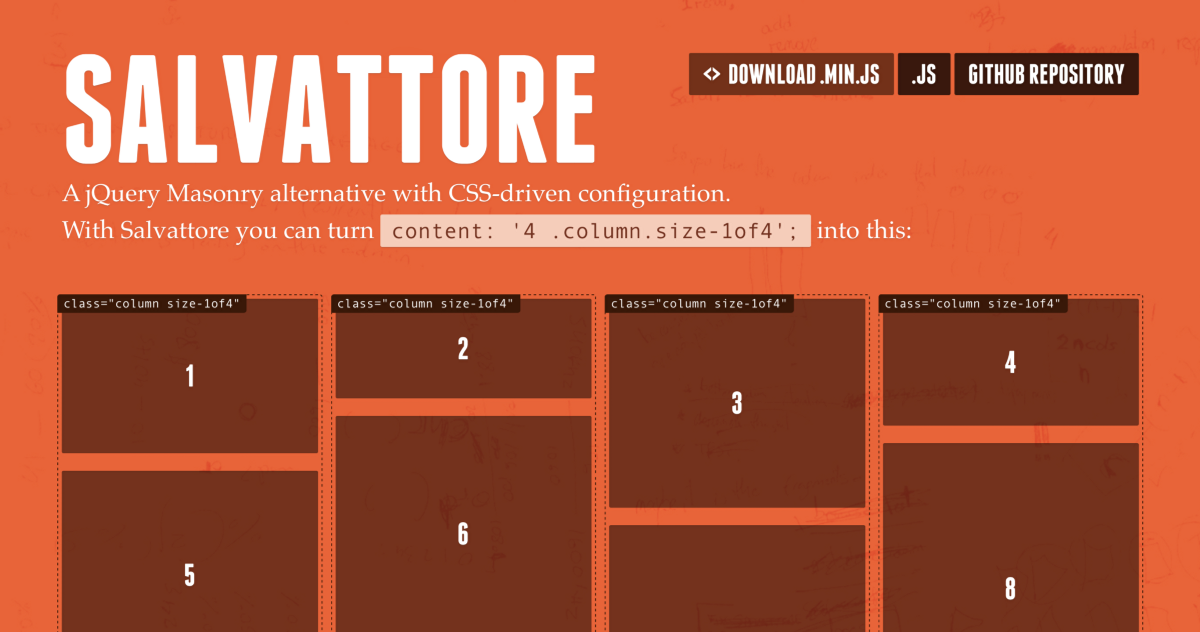 SALVATTORE
<> DOWNLOAD .MIN.JS
.JS
GITHUB REPOSITORY
A jQuery Masonry alternative with CSS-driven configuration.
With Salvattore you can turn content: '4 .column.size-1of4'; into this:
class="column size-1of4"
class="column size-1of4"
class="column size-1of4"
class="column size-1of4"
1
2
3
4
5
6
8